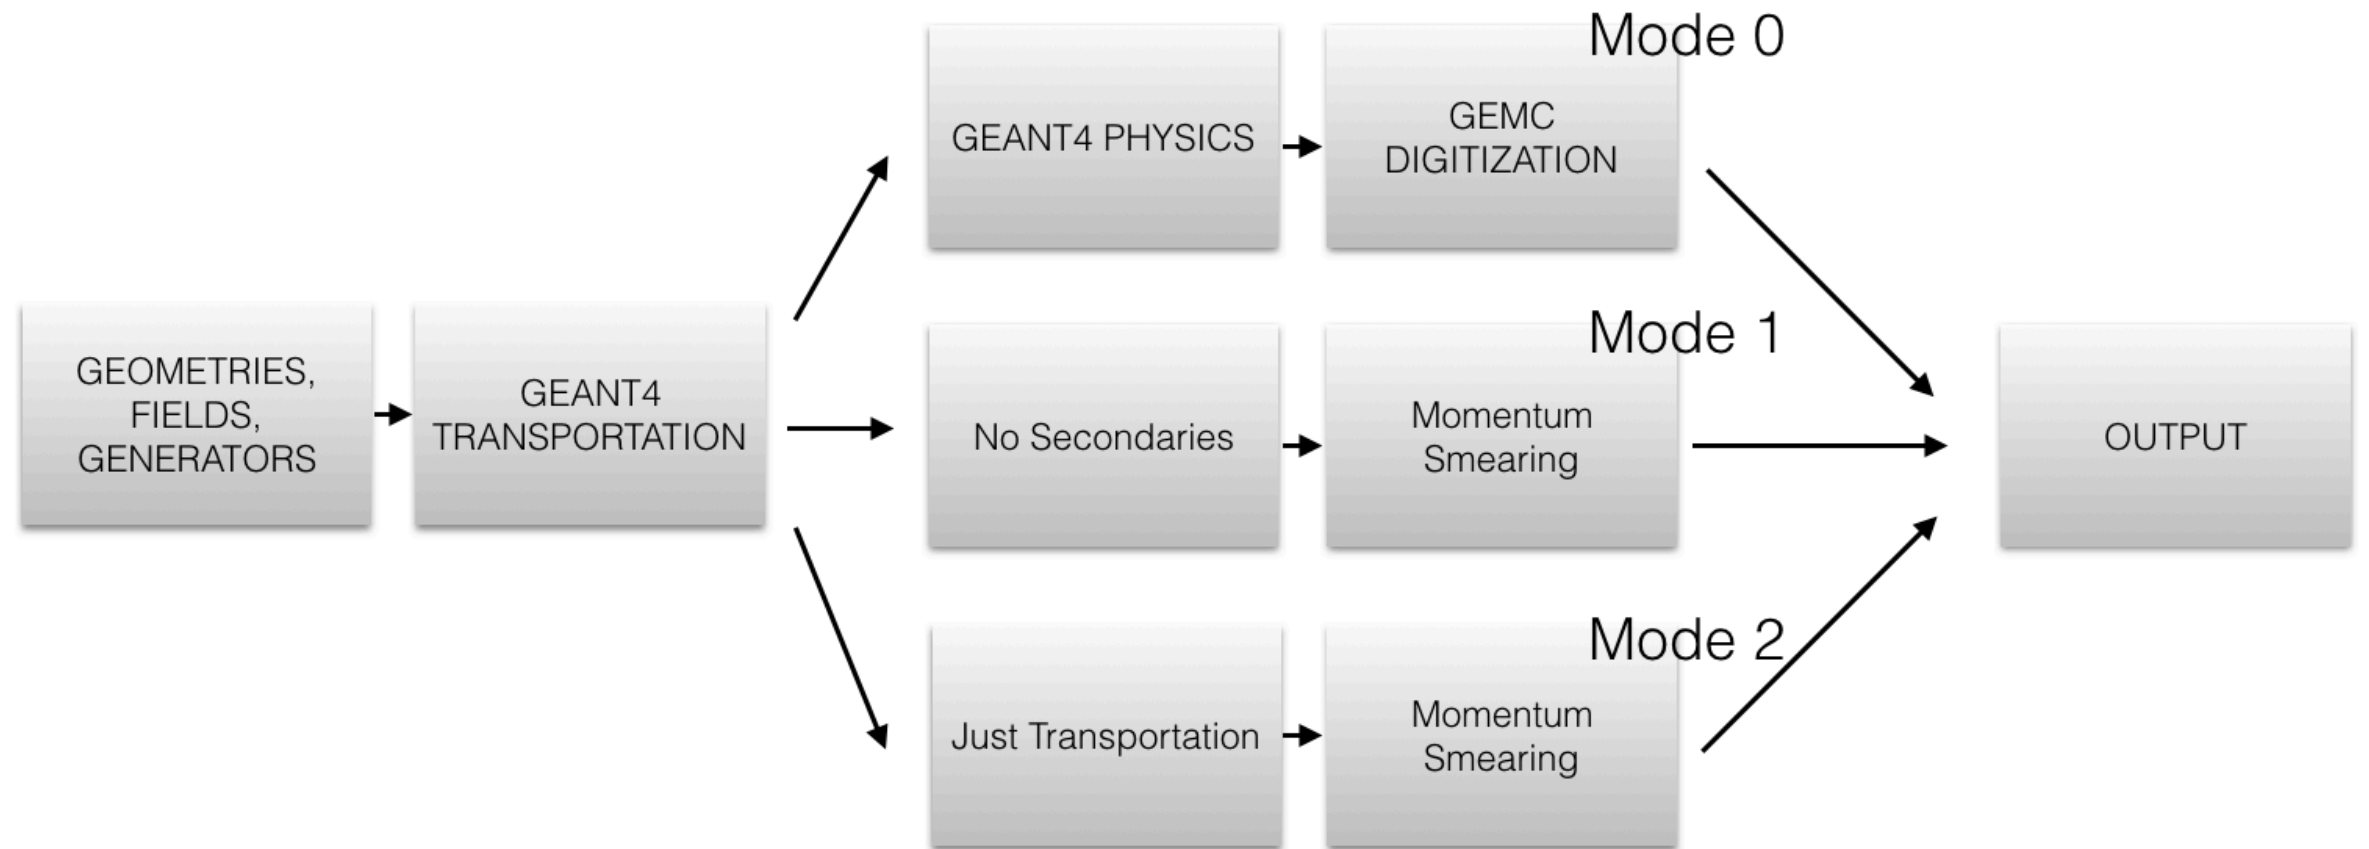 GEOMETRIES,
FIELDS,
GENERATORS
GEANT4
TRANSPORTATION
Mode 0
GEANT4 PHYSICS
GEMC
DIGITIZATION
Mode 1
No Secondaries
Momentum
Smearing
Mode 2
Just Transportation
Momentum
Smearing
OUTPUT